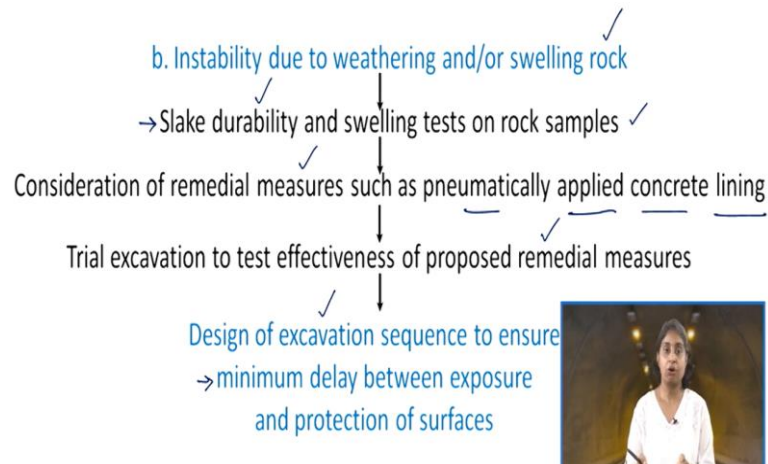 b. Instability due to weathering and/or swelling rock
→Slake durability and swelling tests on rock samples
Consideration of remedial measures such as pneumatically applied concrete lining
Trial excavation to test effectiveness of proposed remedial measures
Design of excavation sequence to ensure
→minimum delay between exposure
and protection of surfaces